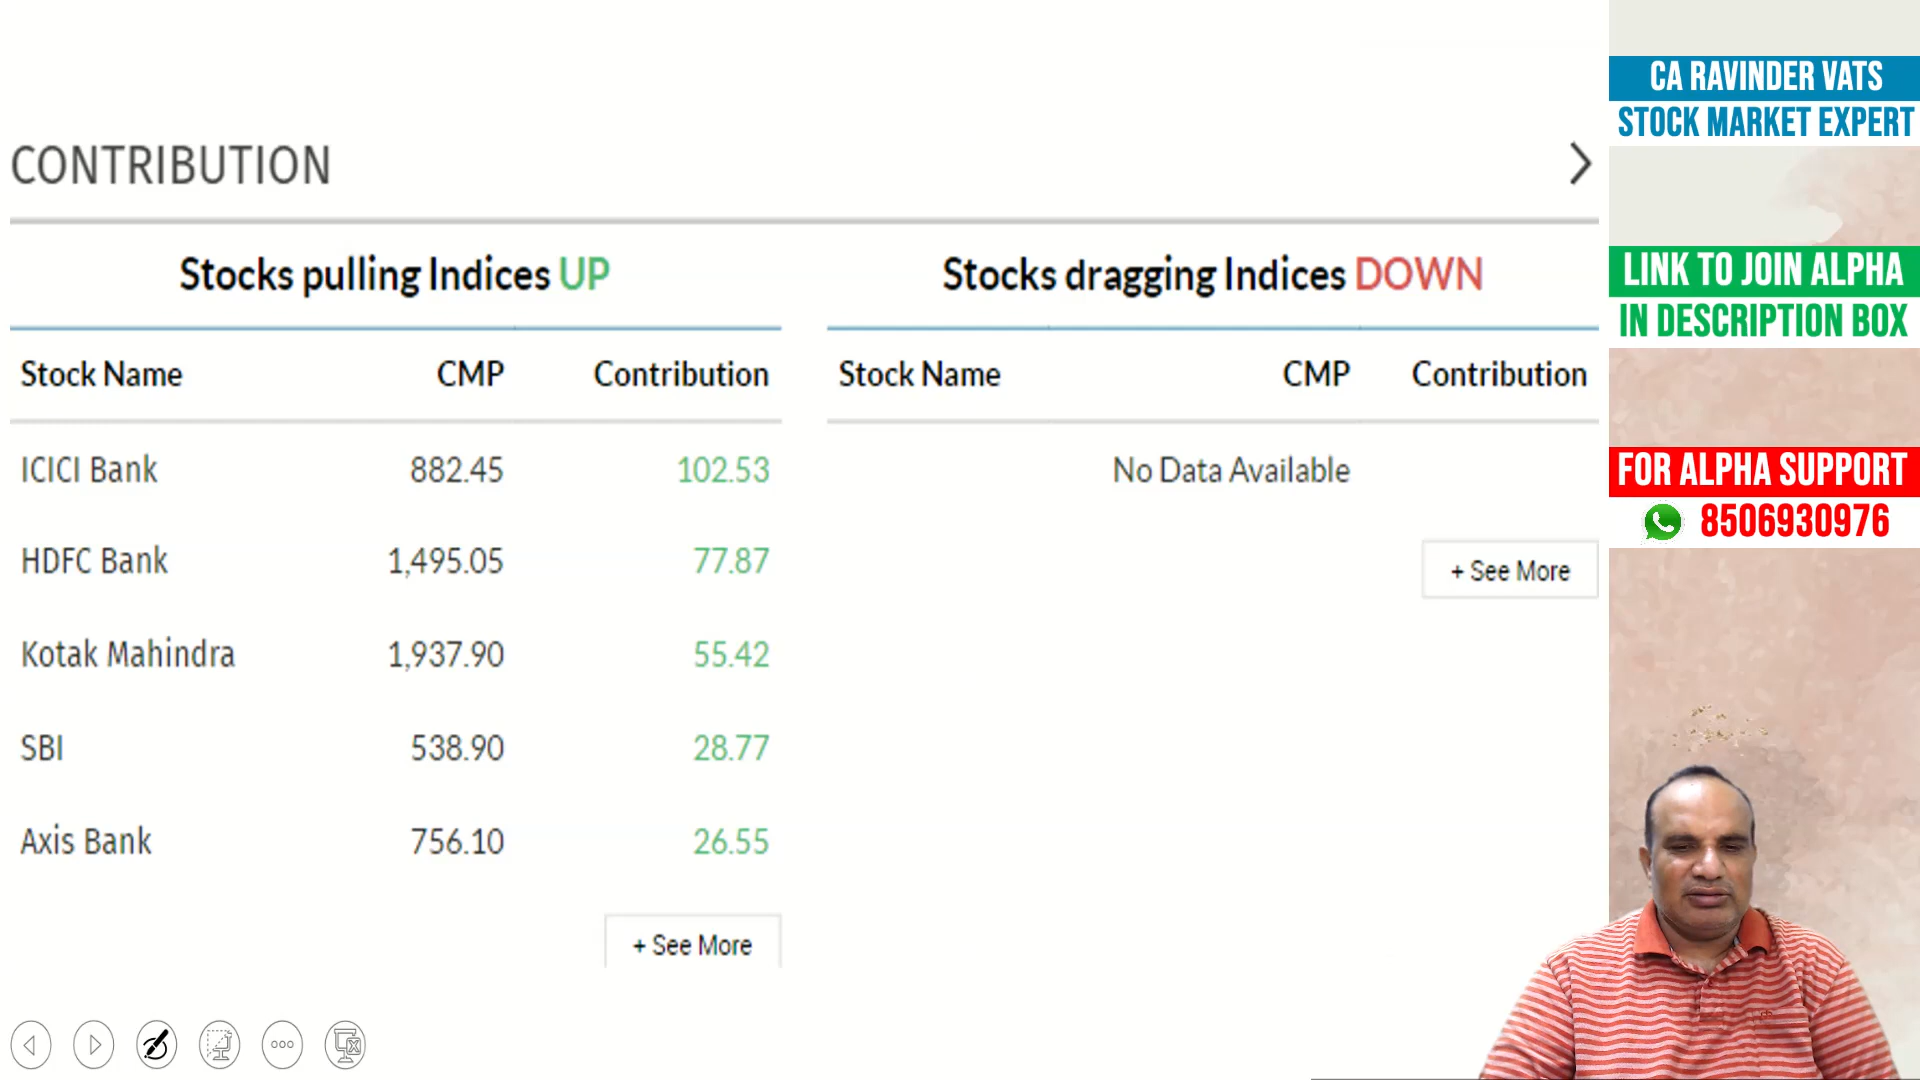 CONTRIBUTION
Stocks pulling Indices UP
Stock Name CMP Contribution
ICICI Bank 882.45 102.53
HDFC Bank 1,495.05 77.87
Kotak Mahindra 1,937.90 55.42
SBI 538.90 28.77
Axis Bank 756.10 26.55
+ See More
Stocks dragging Indices DOWN
Stock Name CMP Contribution
No Data Available
+ See More
CA RAVINDER VATS
STOCK MARKET EXPERT
LINK TO JOIN ALPHA
IN DESCRIPTION BOX
FOR ALPHA SUPPORT
8506930976